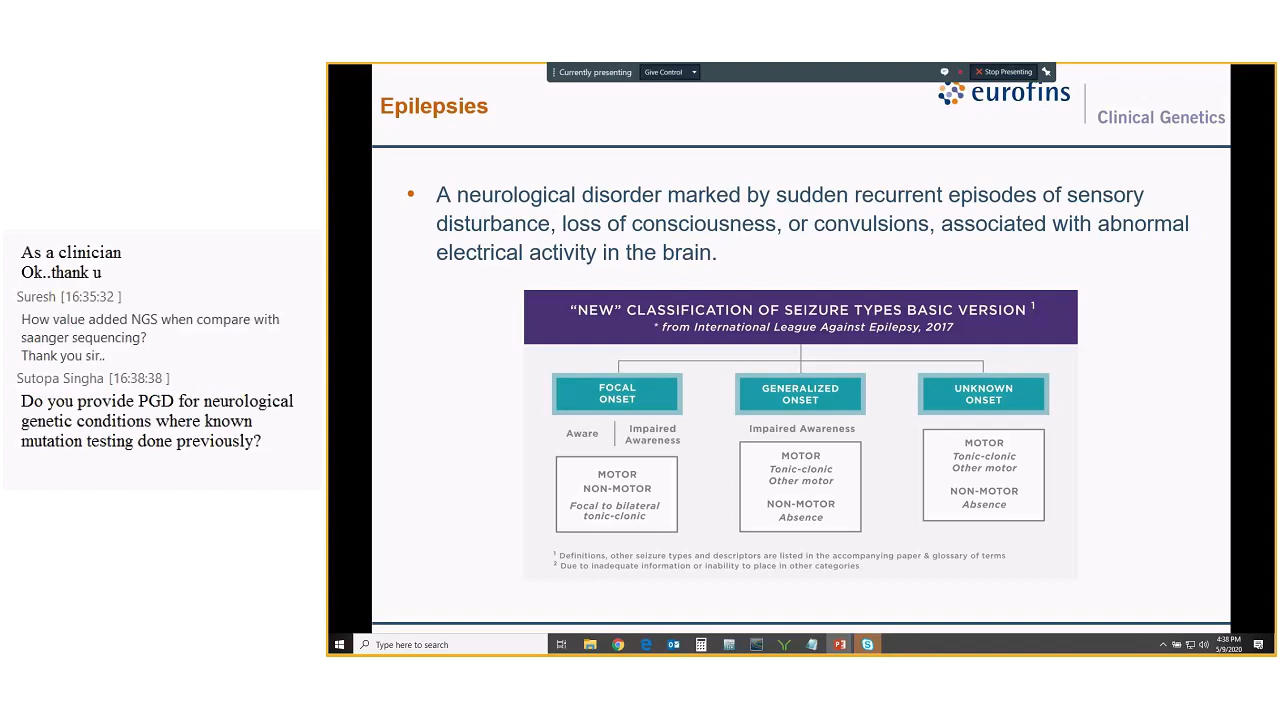 As a clinician
Ok..thank u
Suresh [16:35:32 ]
How value added NGS when compare with
saanger sequencing?
Thank you sir..
Sutopa Singha [16:38:38 ]
Do you provide PGD for neurological
genetic conditions where known
mutation testing done previously?
Currently presenting
Give Control
Stop Presenting
Epilepsies
eurofins
Clinical Genetics
• A neurological disorder marked by sudden recurrent episodes of sensory
disturbance, loss of consciousness, or convulsions, associated with abnormal
electrical activity in the brain.
“NEW” CLASSIFICATION OF SEIZURE TYPES BASIC VERSION 1
* from International League Against Epilepsy, 2017
FOCAL
ONSET
Aware
Impaired
Awareness
MOTOR
NON-MOTOR
Focal to bilateral
tonic-clonic
GENERALIZED
ONSET
Impaired Awareness
MOTOR
Tonic-clonic
Other motor
NON-MOTOR
Absence
UNKNOWN
ONSET
MOTOR
Tonic-clonic
Other motor
NON-MOTOR
Absence
1 Definitions, other seizure types and descriptors are listed in the accompanying paper & glossary of terms
2 Due to inadequate information or inability to place in other categories
Type here to search
4:38 PM
5/9/2020